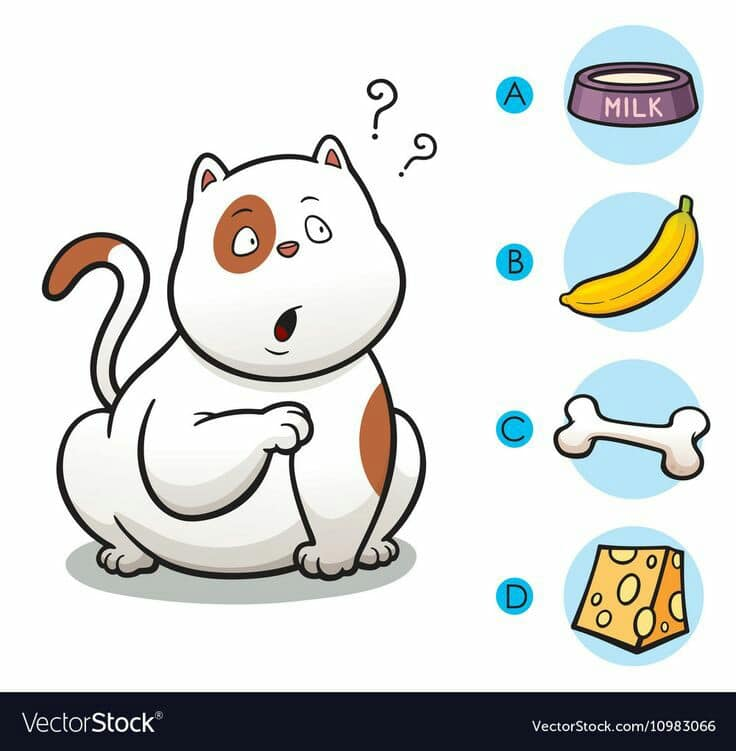 ? ?
A
MILK
B
C
D
VectorStock®
VectorStock.com/10983066